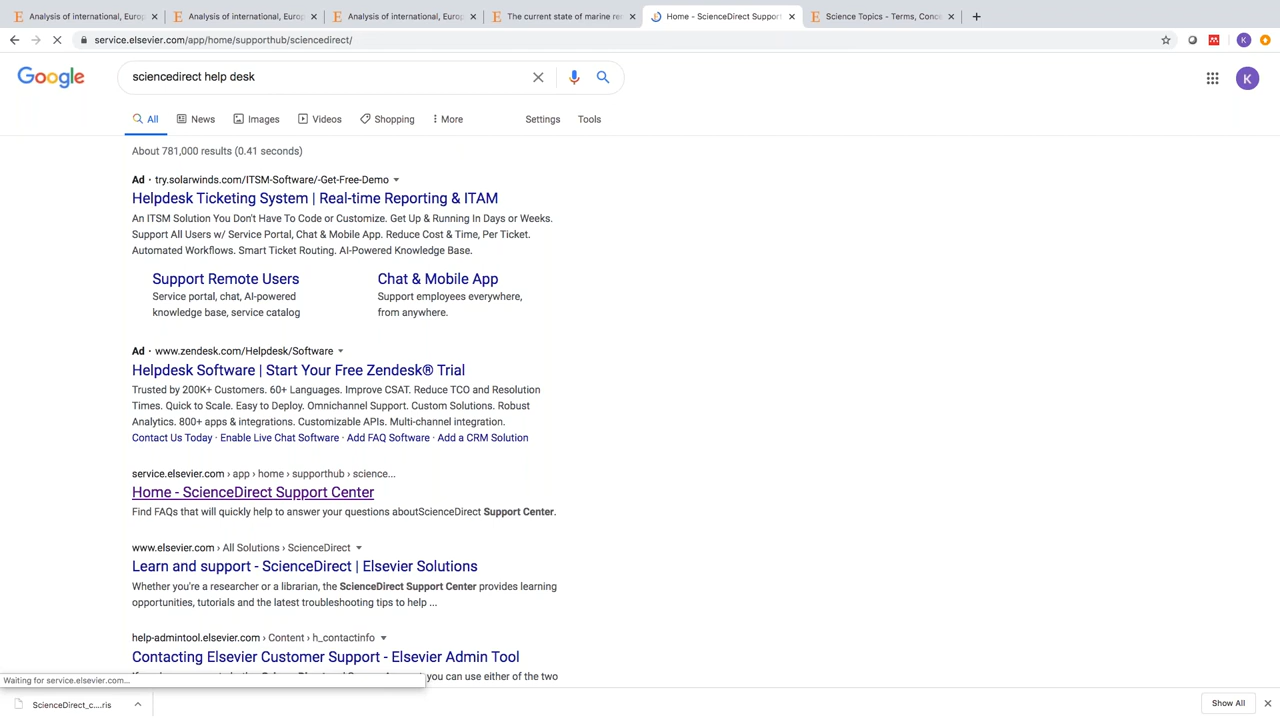 Analysis of international, Europ
Analysis of international, Europ
Analysis of international, Europ
The current state of marine re
Home - ScienceDirect Support
Science Topics - Terms, Conc
service.elsevier.com/app/home/supporthub/sciencedirect/
K
Google
sciencedirect help desk
K
All
News
Images
Videos
Shopping
More
Settings
Tools
About 781,000 results (0.41 seconds)
Ad · try.solarwinds.com/ITSM-Software/-Get-Free-Demo
Helpdesk Ticketing System | Real-time Reporting & ITAM
An ITSM Solution You Don't Have To Code or Customize. Get Up & Running In Days or Weeks.
Support All Users w/ Service Portal, Chat & Mobile App. Reduce Cost & Time, Per Ticket.
Automated Workflows. Smart Ticket Routing. AI-Powered Knowledge Base.
Support Remote Users
Service portal, chat, AI-powered
knowledge base, service catalog
Chat & Mobile App
Support employees everywhere,
from anywhere.
Ad · www.zendesk.com/Helpdesk/Software
Helpdesk Software | Start Your Free Zendesk® Trial
Trusted by 200K+ Customers. 60+ Languages. Improve CSAT. Reduce TCO and Resolution
Times. Quick to Scale. Easy to Deploy. Omnichannel Support. Custom Solutions. Robust
Analytics. 800+ apps & integrations. Customizable APIs. Multi-channel integration.
Contact Us Today · Enable Live Chat Software · Add FAQ Software · Add a CRM Solution
service.elsevier.com › app › home › supporthub › science...
Home - ScienceDirect Support Center
Find FAQs that will quickly help to answer your questions aboutScienceDirect Support Center.
www.elsevier.com › All Solutions › ScienceDirect
Learn and support - ScienceDirect | Elsevier Solutions
Whether you're a researcher or a librarian, the ScienceDirect Support Center provides learning
opportunities, tutorials and the latest troubleshooting tips to help ...
help-admintool.elsevier.com › Content › h_contactinfo
Contacting Elsevier Customer Support - Elsevier Admin Tool
you can use either of the two
Waiting for service.elsevier.com...
ScienceDirect_c....ris
Show All